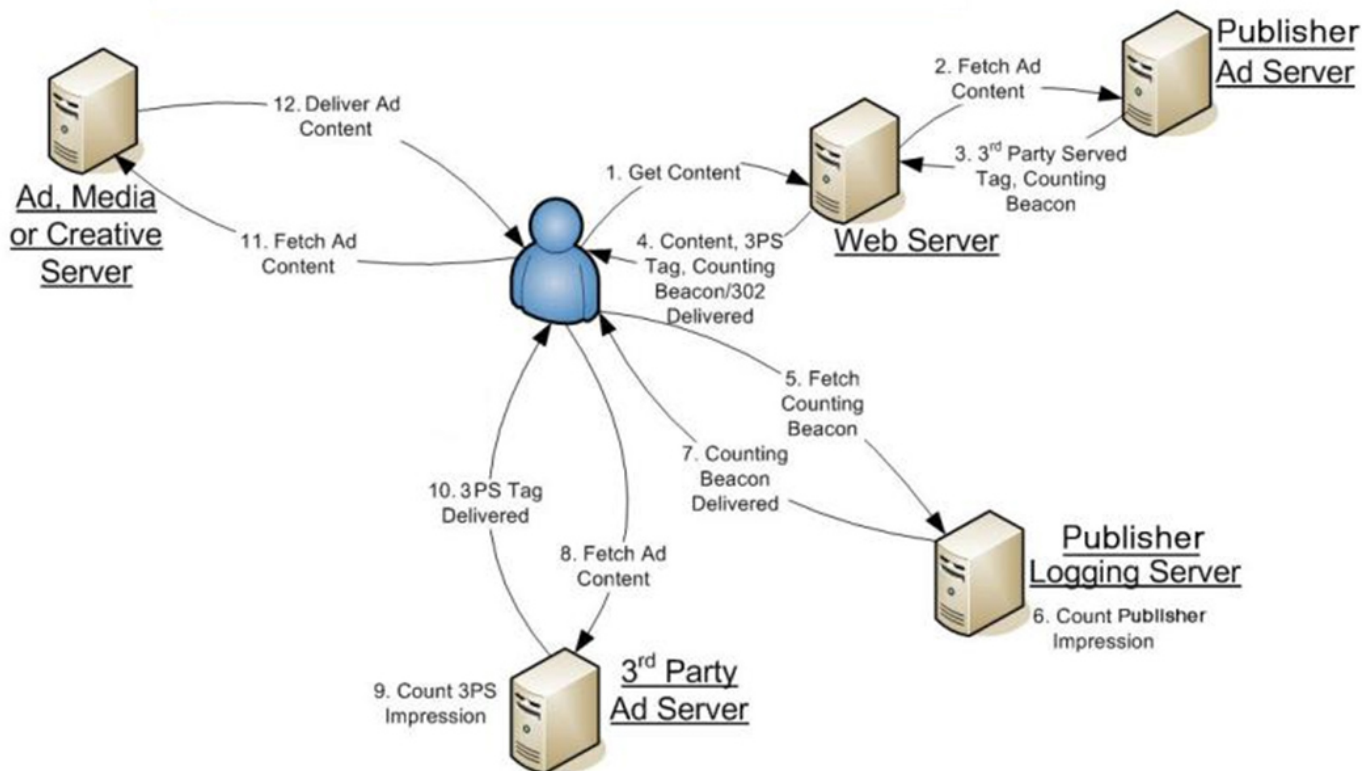 Publisher
Ad Server
2. Fetch Ad
Content
12. Deliver Ad
Content
3. 3rd Party Served
Tag, Counting
Beacon
1. Get Content
Ad, Media
or Creative
Server
11. Fetch Ad
Content
4. Content, 3PS
Tag, Counting
Beacon/302
Delivered
Web Server
5. Fetch
Counting
Beacon
7. Counting
Beacon
Delivered
10. 3PS Tag
Delivered
8. Fetch Ad
Content
Publisher
Logging Server
6. Count Publisher
Impression
9. Count 3PS
Impression
3rd Party
Ad Server